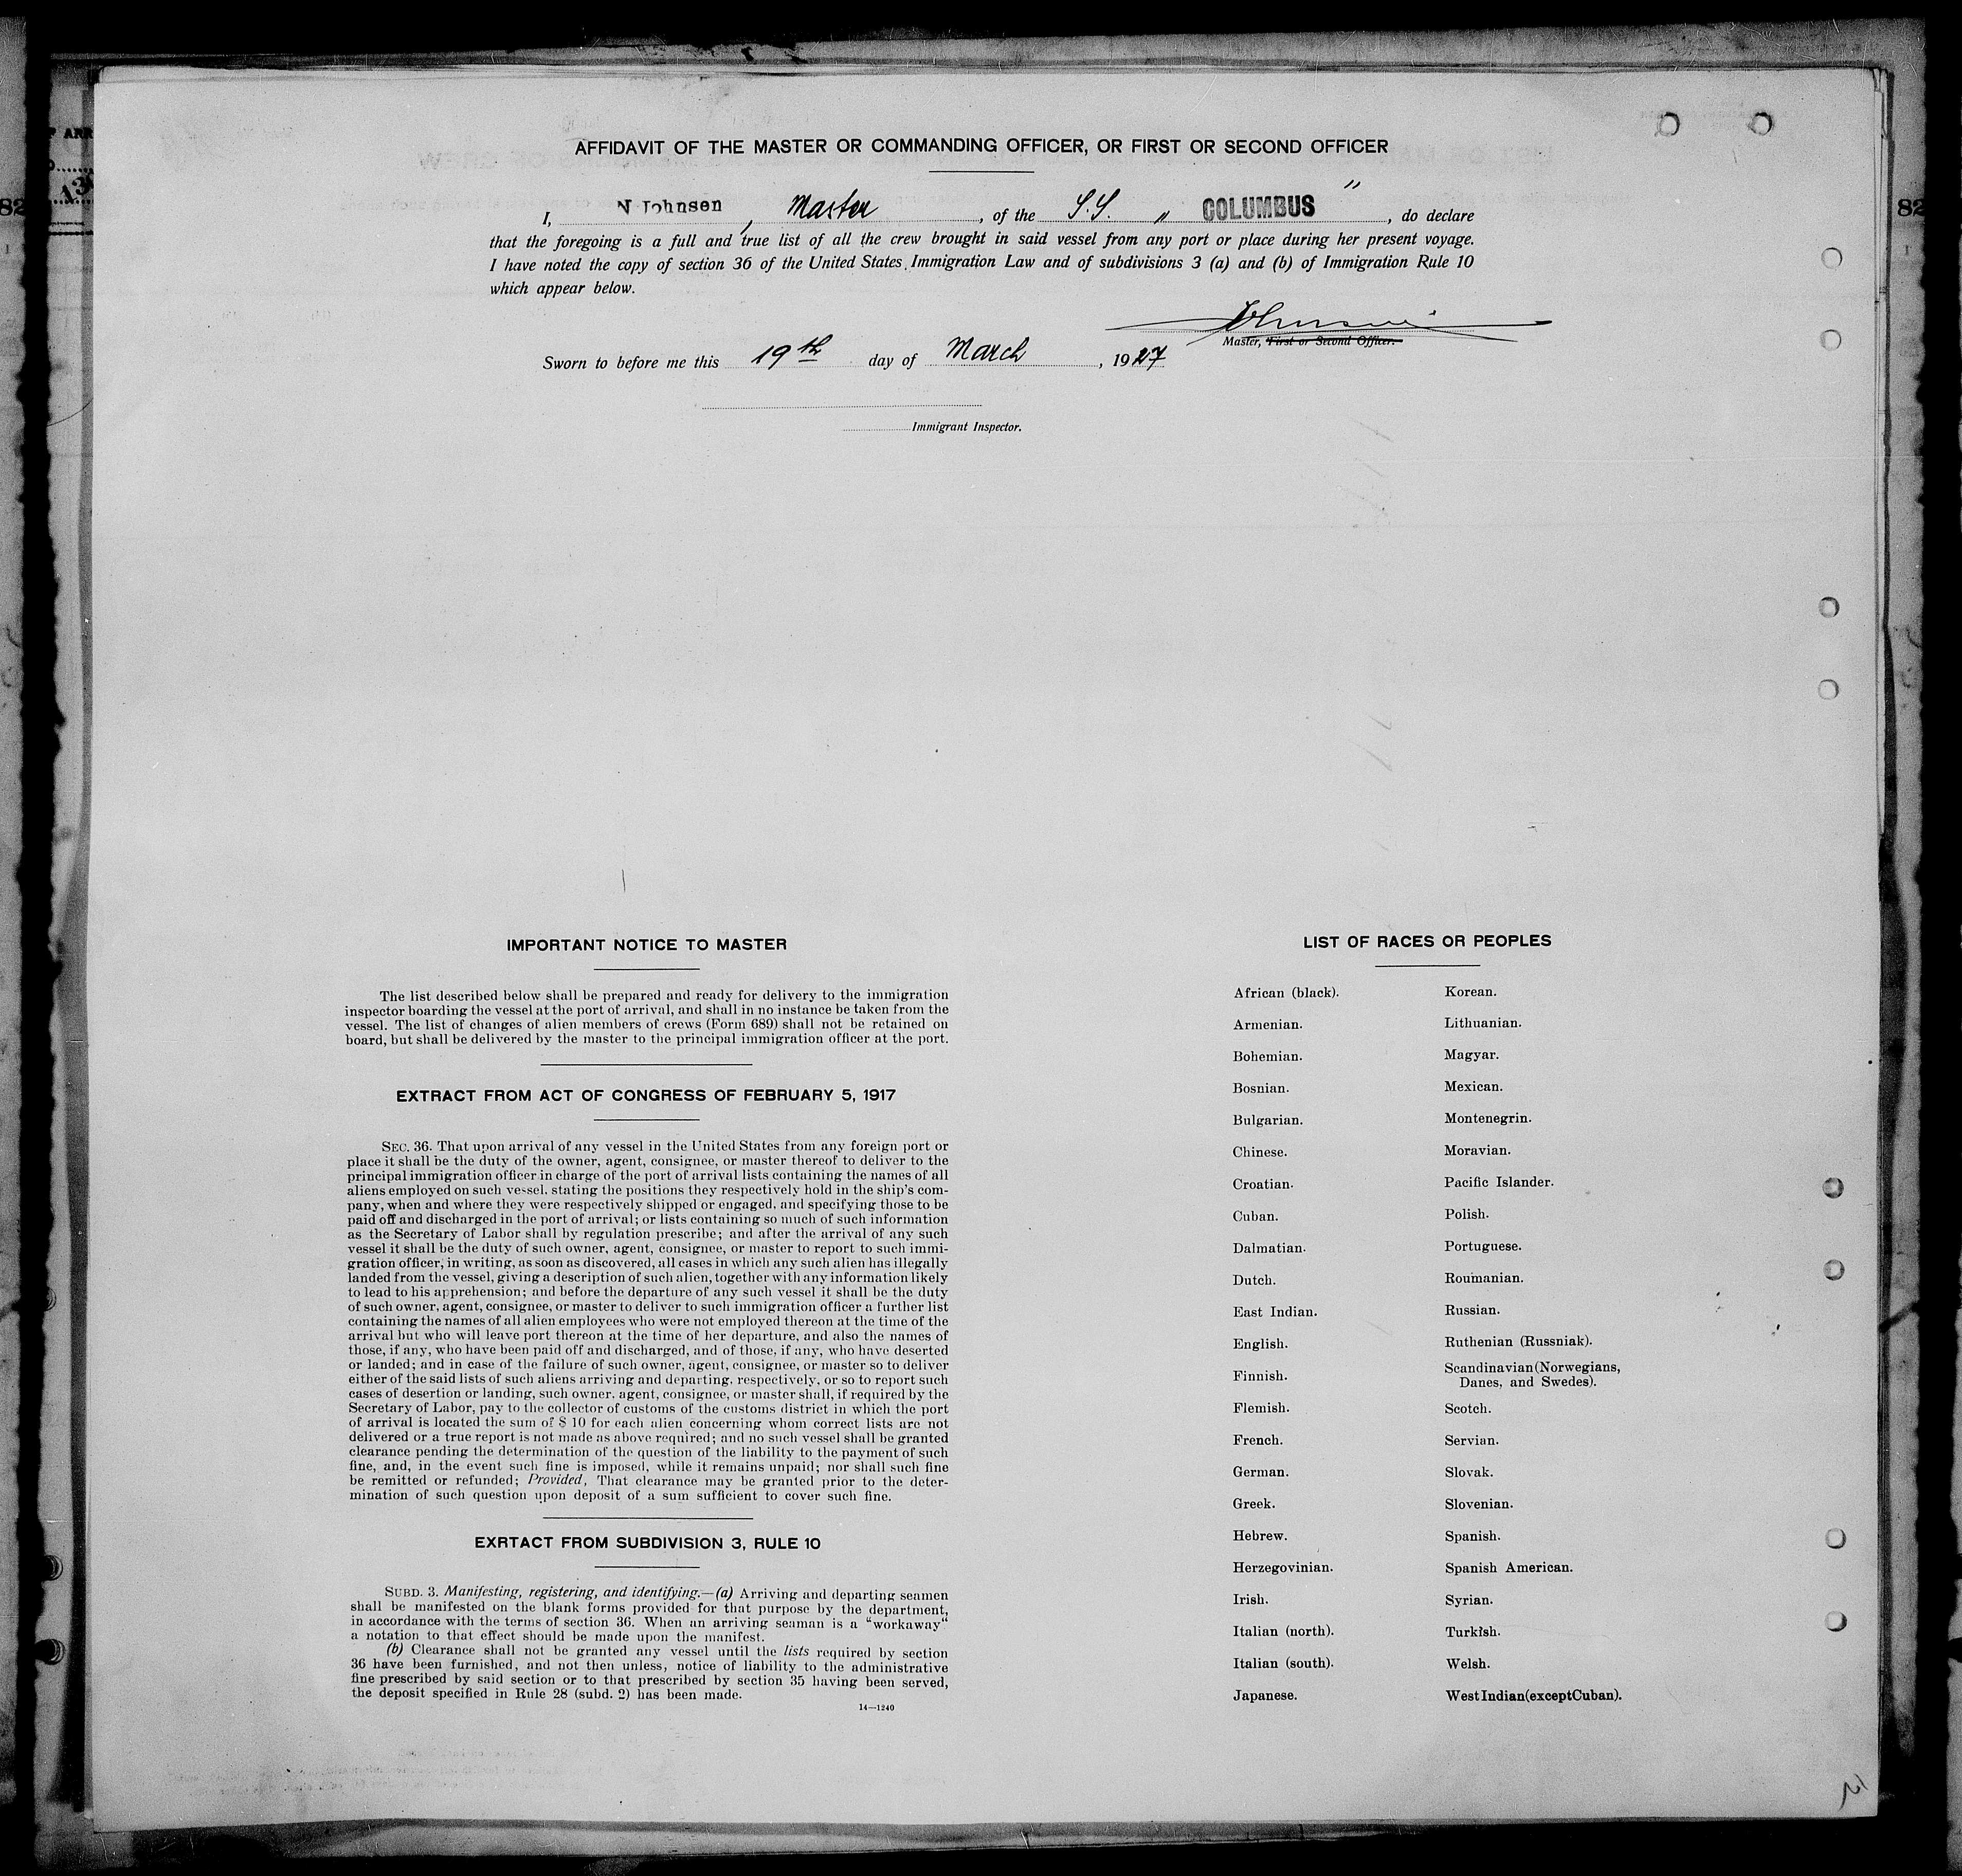 AFFIDAVIT OF THE MASTER OR COMMANDING OFFICER, OR FIRST OR SECOND OFFICER
I, N Johnsen, Master, of the S.S. " COLUMBUS ", do declare
that the foregoing is a full and true list of all the crew brought in said vessel from any port or place during her present voyage.
I have noted the copy of section 36 of the United States Immigration Law and of subdivisions 3 (a) and (b) of Immigration Rule 10
which appear below.
Johnsen
Master, First or Second Officer.
Sworn to before me this 19th day of March, 1927
Immigrant Inspector.
IMPORTANT NOTICE TO MASTER
The list described below shall be prepared and ready for delivery to the immigration
inspector boarding the vessel at the port of arrival, and shall in no instance be taken from the
vessel. The list of changes of alien members of crews (Form 689) shall not be retained on
board, but shall be delivered by the master to the principal immigration officer at the port.
EXTRACT FROM ACT OF CONGRESS OF FEBRUARY 5, 1917
SEC. 36. That upon arrival of any vessel in the United States from any foreign port or
place it shall be the duty of the owner, agent, consignee, or master thereof to deliver to the
principal immigration officer in charge of the port of arrival lists containing the names of all
aliens employed on such vessel, stating the positions they respectively hold in the ship's com-
pany, when and where they were respectively shipped or engaged, and specifying those to be
paid off and discharged in the port of arrival; or lists containing so much of such information
as the Secretary of Labor shall by regulation prescribe; and after the arrival of any such
vessel it shall be the duty of such owner, agent, consignee, or master to report to such immi-
gration officer, in writing, as soon as discovered, all cases in which any such alien has illegally
landed from the vessel, giving a description of such alien, together with any information likely
to lead to his apprehension; and before the departure of any such vessel it shall be the duty
of such owner, agent, consignee, or master to deliver to such immigration officer a further list
containing the names of all alien employees who were not employed thereon at the time of the
arrival but who will leave port thereon at the time of her departure, and also the names of
those, if any, who have been paid off and discharged, and of those, if any, who have deserted
or landed; and in case of the failure of such owner, agent, consignee, or master so to deliver
either of the said lists of such aliens arriving and departing, respectively, or so to report such
cases of desertion or landing, such owner, agent, consignee, or master shall, if required by the
Secretary of Labor, pay to the collector of customs of the customs district in which the port
of arrival is located the sum of $ 10 for each alien concerning whom correct lists are not
delivered or a true report is not made as above required; and no such vessel shall be granted
clearance pending the determination of the question of the liability to the payment of such
fine, and, in the event such fine is imposed, while it remains unpaid; nor shall such fine
be remitted or refunded; Provided, That clearance may be granted prior to the deter-
mination of such question upon deposit of a sum sufficient to cover such fine.
EXRTACT FROM SUBDIVISION 3, RULE 10
SUBD. 3. Manifesting, registering, and identifying.—(a) Arriving and departing seamen
shall be manifested on the blank forms provided for that purpose by the department,
in accordance with the terms of section 36. When an arriving seaman is a “workaway“
a notation to that effect should be made upon the manifest.
(b) Clearance shall not be granted any vessel until the lists required by section
36 have been furnished, and not then unless, notice of liability to the administrative
fine prescribed by said section or to that prescribed by section 35 having been served,
the deposit specified in Rule 28 (subd. 2) has been made.
14—1240
LIST OF RACES OR PEOPLES
African (black).
Armenian.
Bohemian.
Bosnian.
Bulgarian.
Chinese.
Croatian.
Cuban.
Dalmatian.
Dutch.
East Indian.
English.
Finnish.
Flemish.
French.
German.
Greek.
Hebrew.
Herzegovinian.
Irish.
Italian (north).
Italian (south).
Japanese.
Korean.
Lithuanian.
Magyar.
Mexican.
Montenegrin.
Moravian.
Pacific Islander.
Polish.
Portuguese.
Roumanian.
Russian.
Ruthenian (Russniak).
Scandinavian (Norwegians,
Danes, and Swedes).
Scotch.
Servian.
Slovak.
Slovenian.
Spanish.
Spanish American.
Syrian.
Turkish.
Welsh.
West Indian (except Cuban).